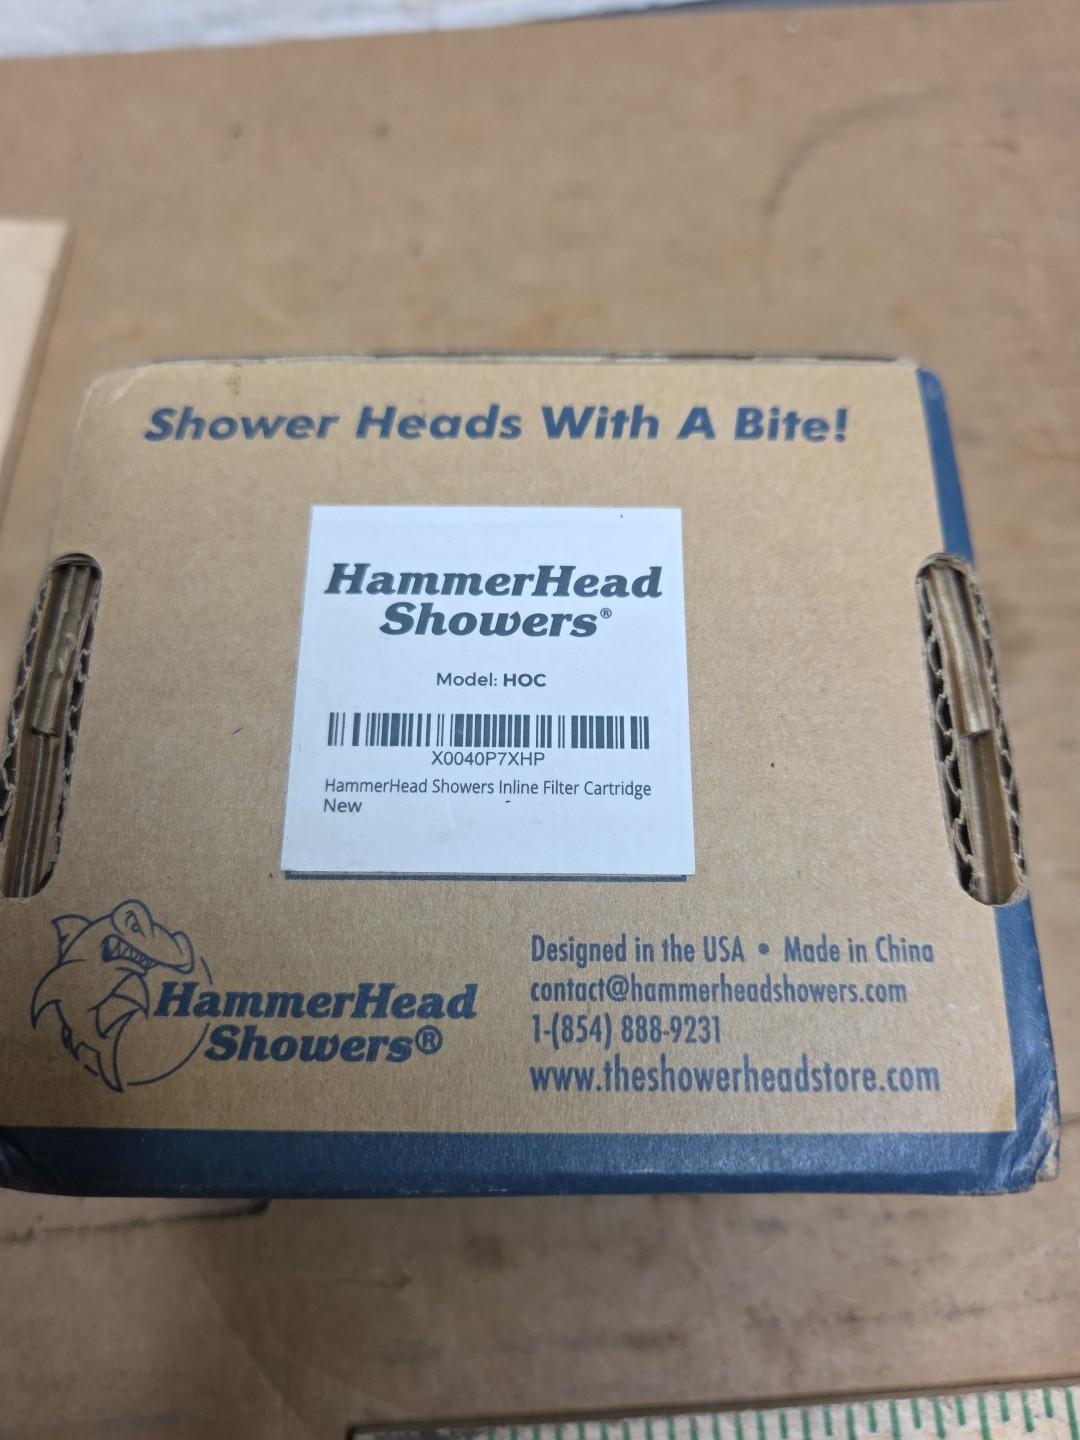 Shower Heads With A Bite!
HammerHead
Showers®
Model: HOC
X0040P7XHP
HammerHead Showers Inline Filter Cartridge
New
HammerHead
Showers®
Designed in the USA • Made in China
contact@hammerheadshowers.com
1-(854) 888-9231
www.theshowerheadstore.com